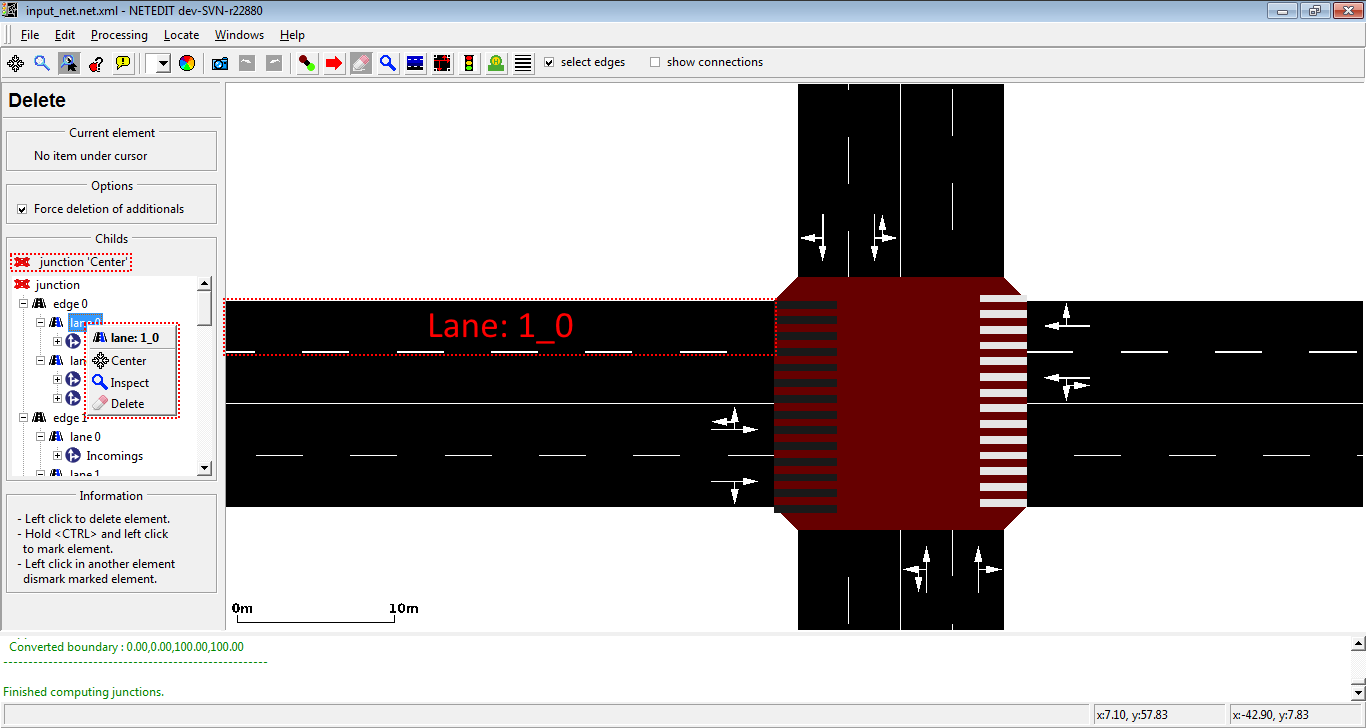 input_net.net.xml - NETEDIT dev-SVN-r22880
File Edit Processing Locate Windows Help
select edges show connections
Delete
Current element
No item under cursor
Options
Force deletion of additionals
Childs
junction 'Center'
junction
edge 0
lane 0
lane: 1_0
Center
Inspect
Delete
edge 1
lane 0
Incomings
lane 1
Information
- Left click to delete element.
- Hold <CTRL> and left click
to mark element.
- Left click in another element
dismark marked element.
Lane: 1_0
0m 10m
Converted boundary : 0.00,0.00,100.00,100.00
----------------------------------------------------
Finished computing junctions.
x:7.10, y:57.83 x:-42.90, y:7.83